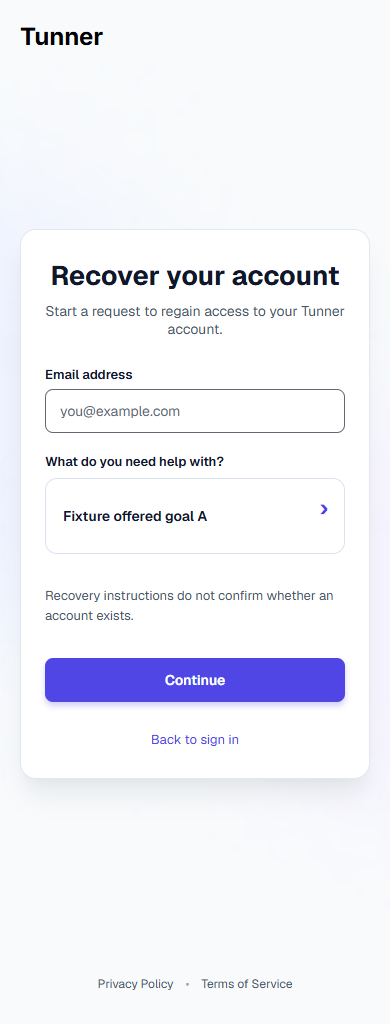 Tunner
Recover your account
Start a request to regain access to your Tunner
account.
Email address
you@example.com
What do you need help with?
Fixture offered goal A
Recovery instructions do not confirm whether an
account exists.
Continue
Back to sign in
Privacy Policy • Terms of Service